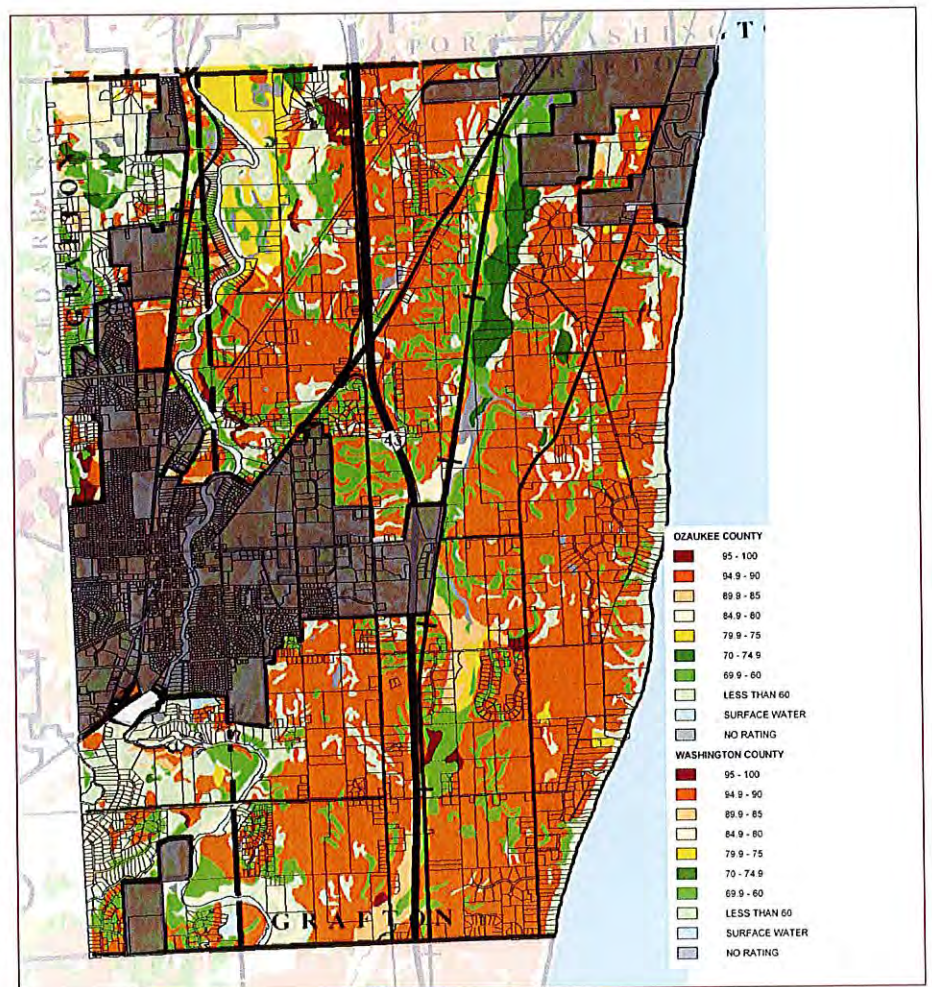 PORT WASHINGTON
GRAFTON
CEDARBURG
GRAFTON
43
OZAUKEE COUNTY
95 - 100
94.9 - 90
89.9 - 85
84.9 - 80
79.9 - 75
70 - 74.9
69.9 - 60
LESS THAN 60
SURFACE WATER
NO RATING
WASHINGTON COUNTY
95 - 100
94.9 - 90
89.9 - 85
84.9 - 80
79.9 - 75
70 - 74.9
69.9 - 60
LESS THAN 60
SURFACE WATER
NO RATING
GRAFTON